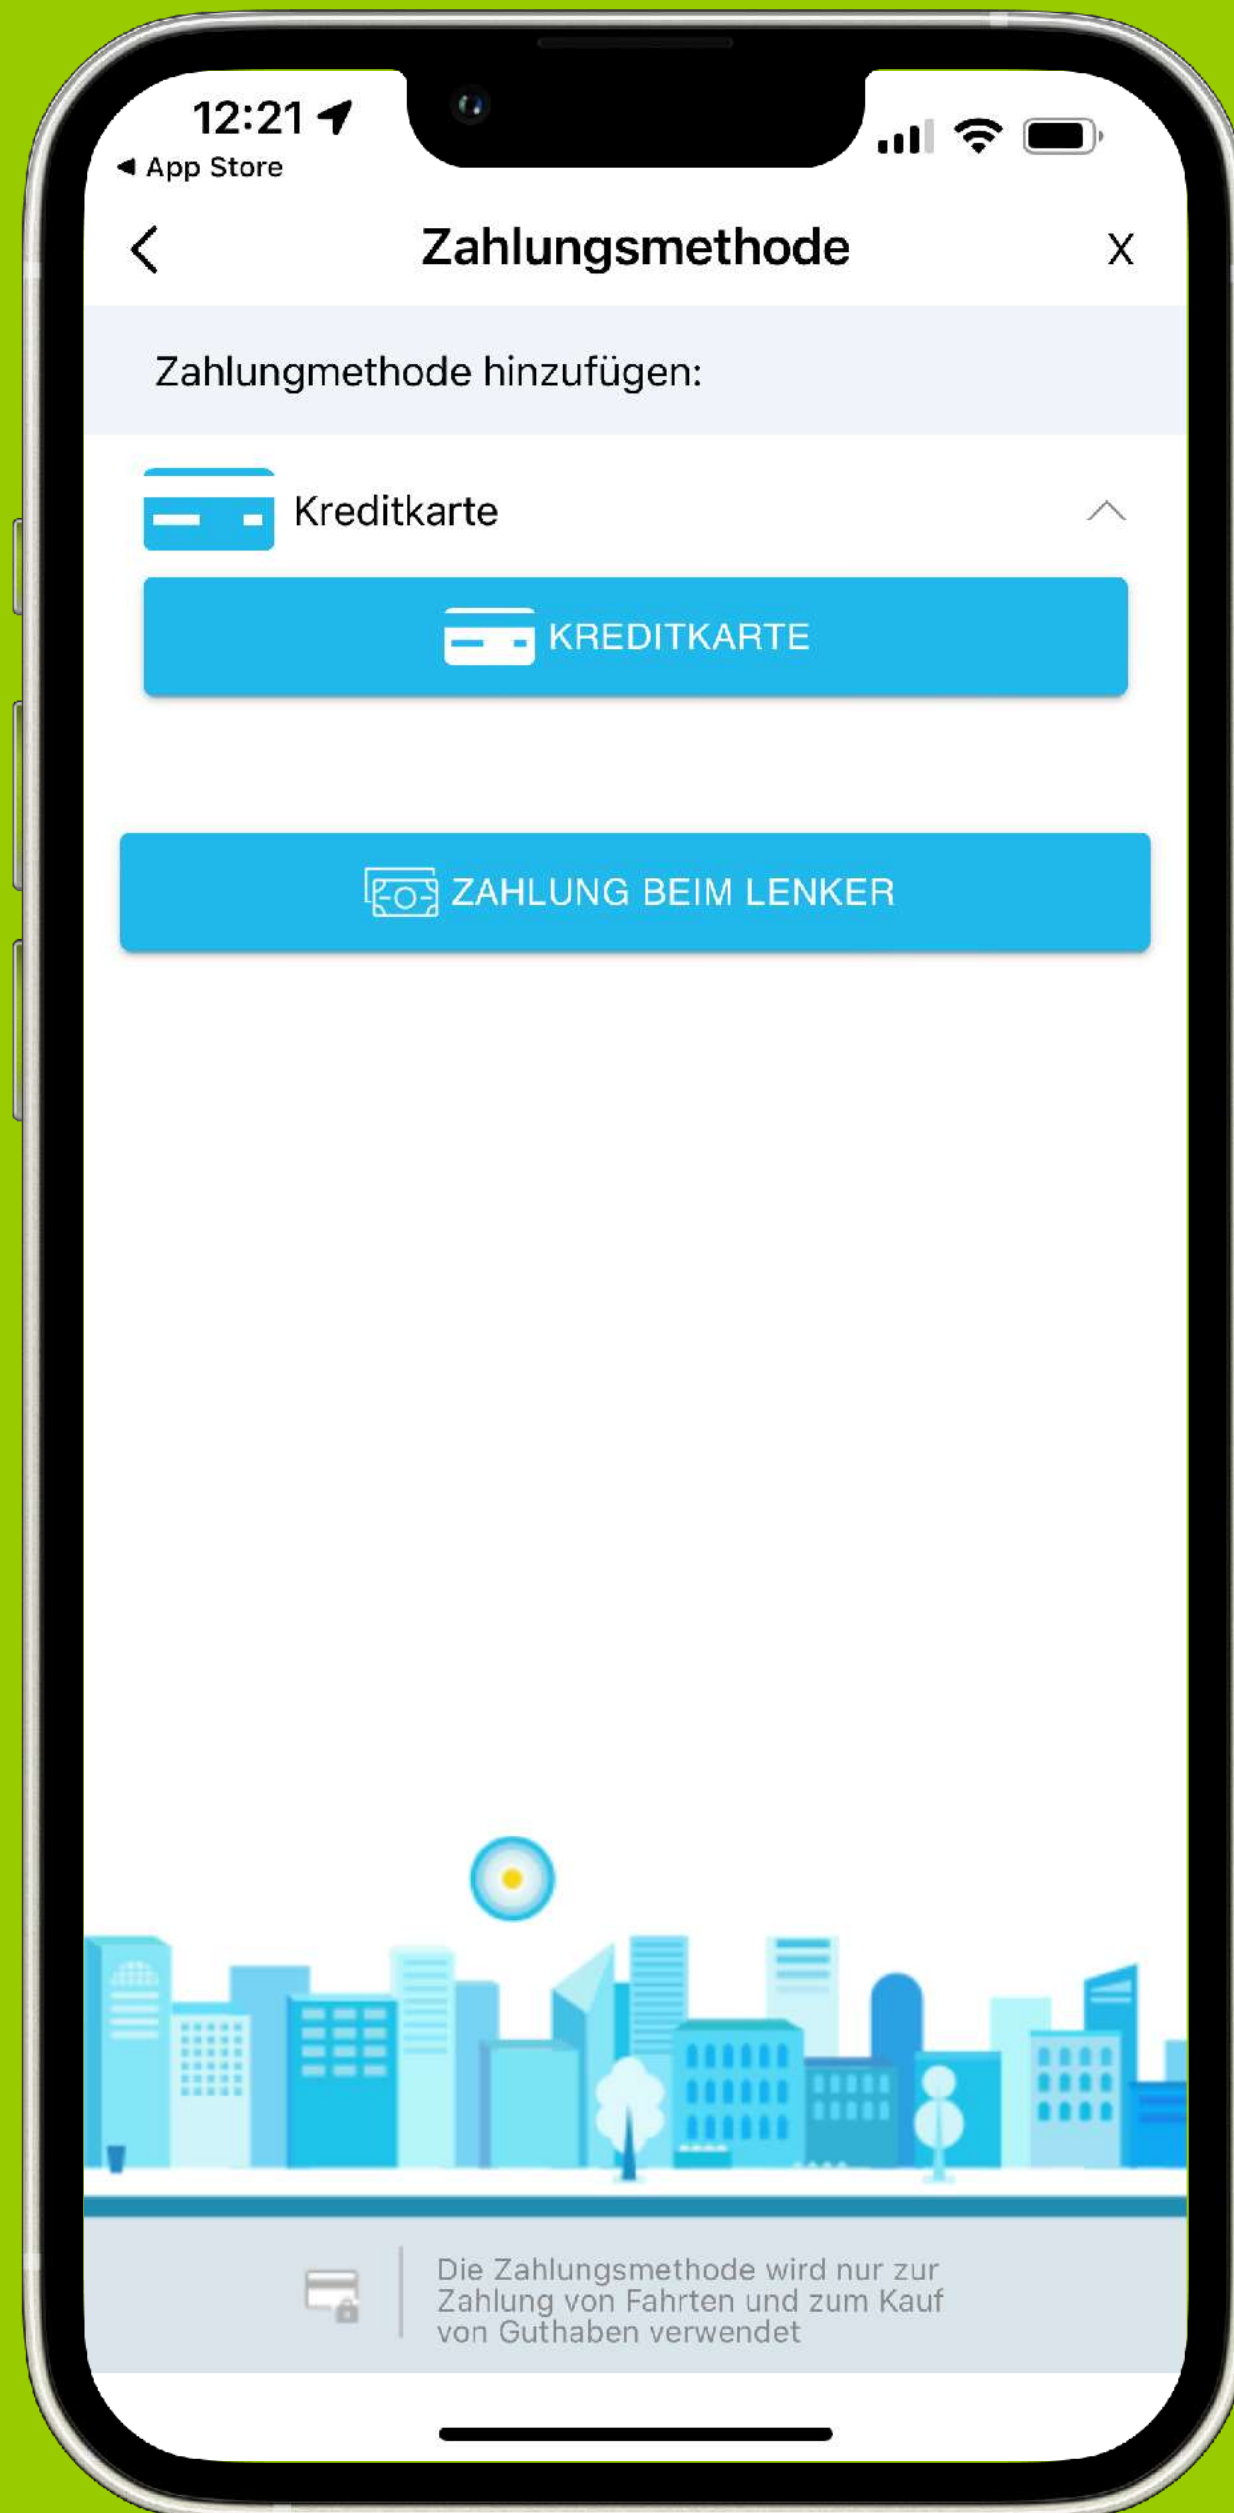 12:21
◀ App Store
Zahlungsmethode X
Zahlungmethode hinzufügen:
Kreditkarte
KREDITKARTE
ZAHLUNG BEIM LENKER
Die Zahlungsmethode wird nur zur
Zahlung von Fahrten und zum Kauf
von Guthaben verwendet